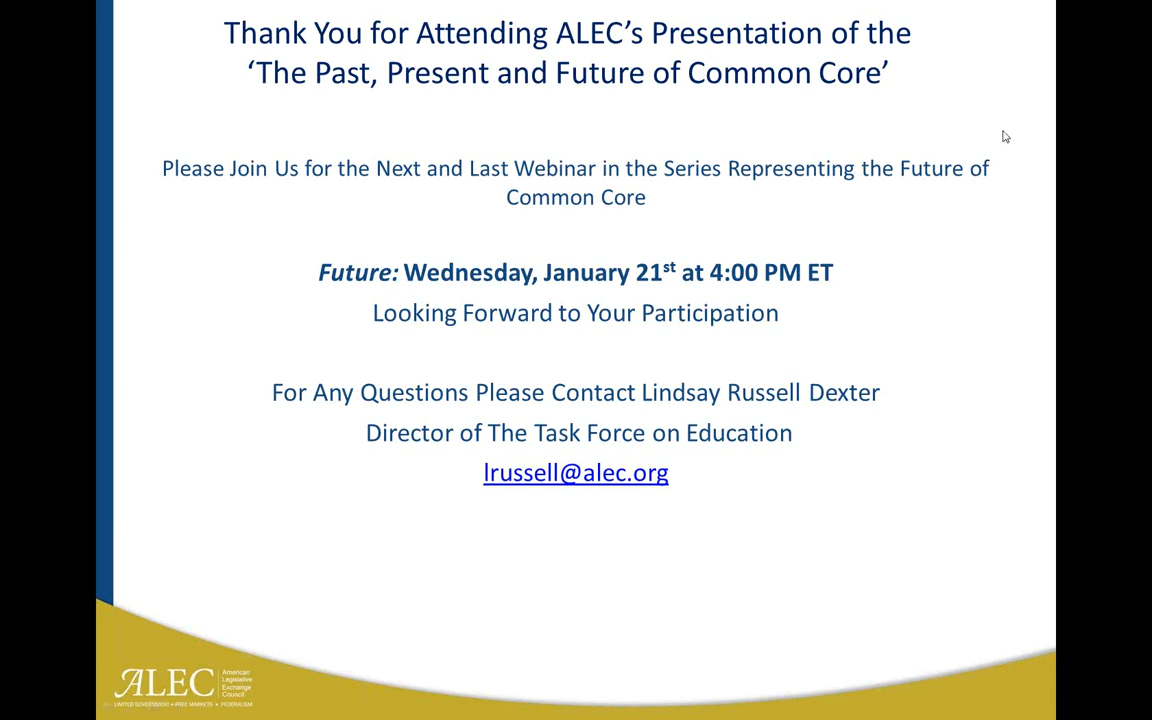 Thank You for Attending ALEC’s Presentation of the
‘The Past, Present and Future of Common Core’
Please Join Us for the Next and Last Webinar in the Series Representing the Future of
Common Core
Future: Wednesday, January 21st at 4:00 PM ET
Looking Forward to Your Participation
For Any Questions Please Contact Lindsay Russell Dexter
Director of The Task Force on Education
lrussell@alec.org
ALEC
American
Legislative
Exchange
Council
LIMITED GOVERNMENT • FREE MARKETS • FEDERALISM